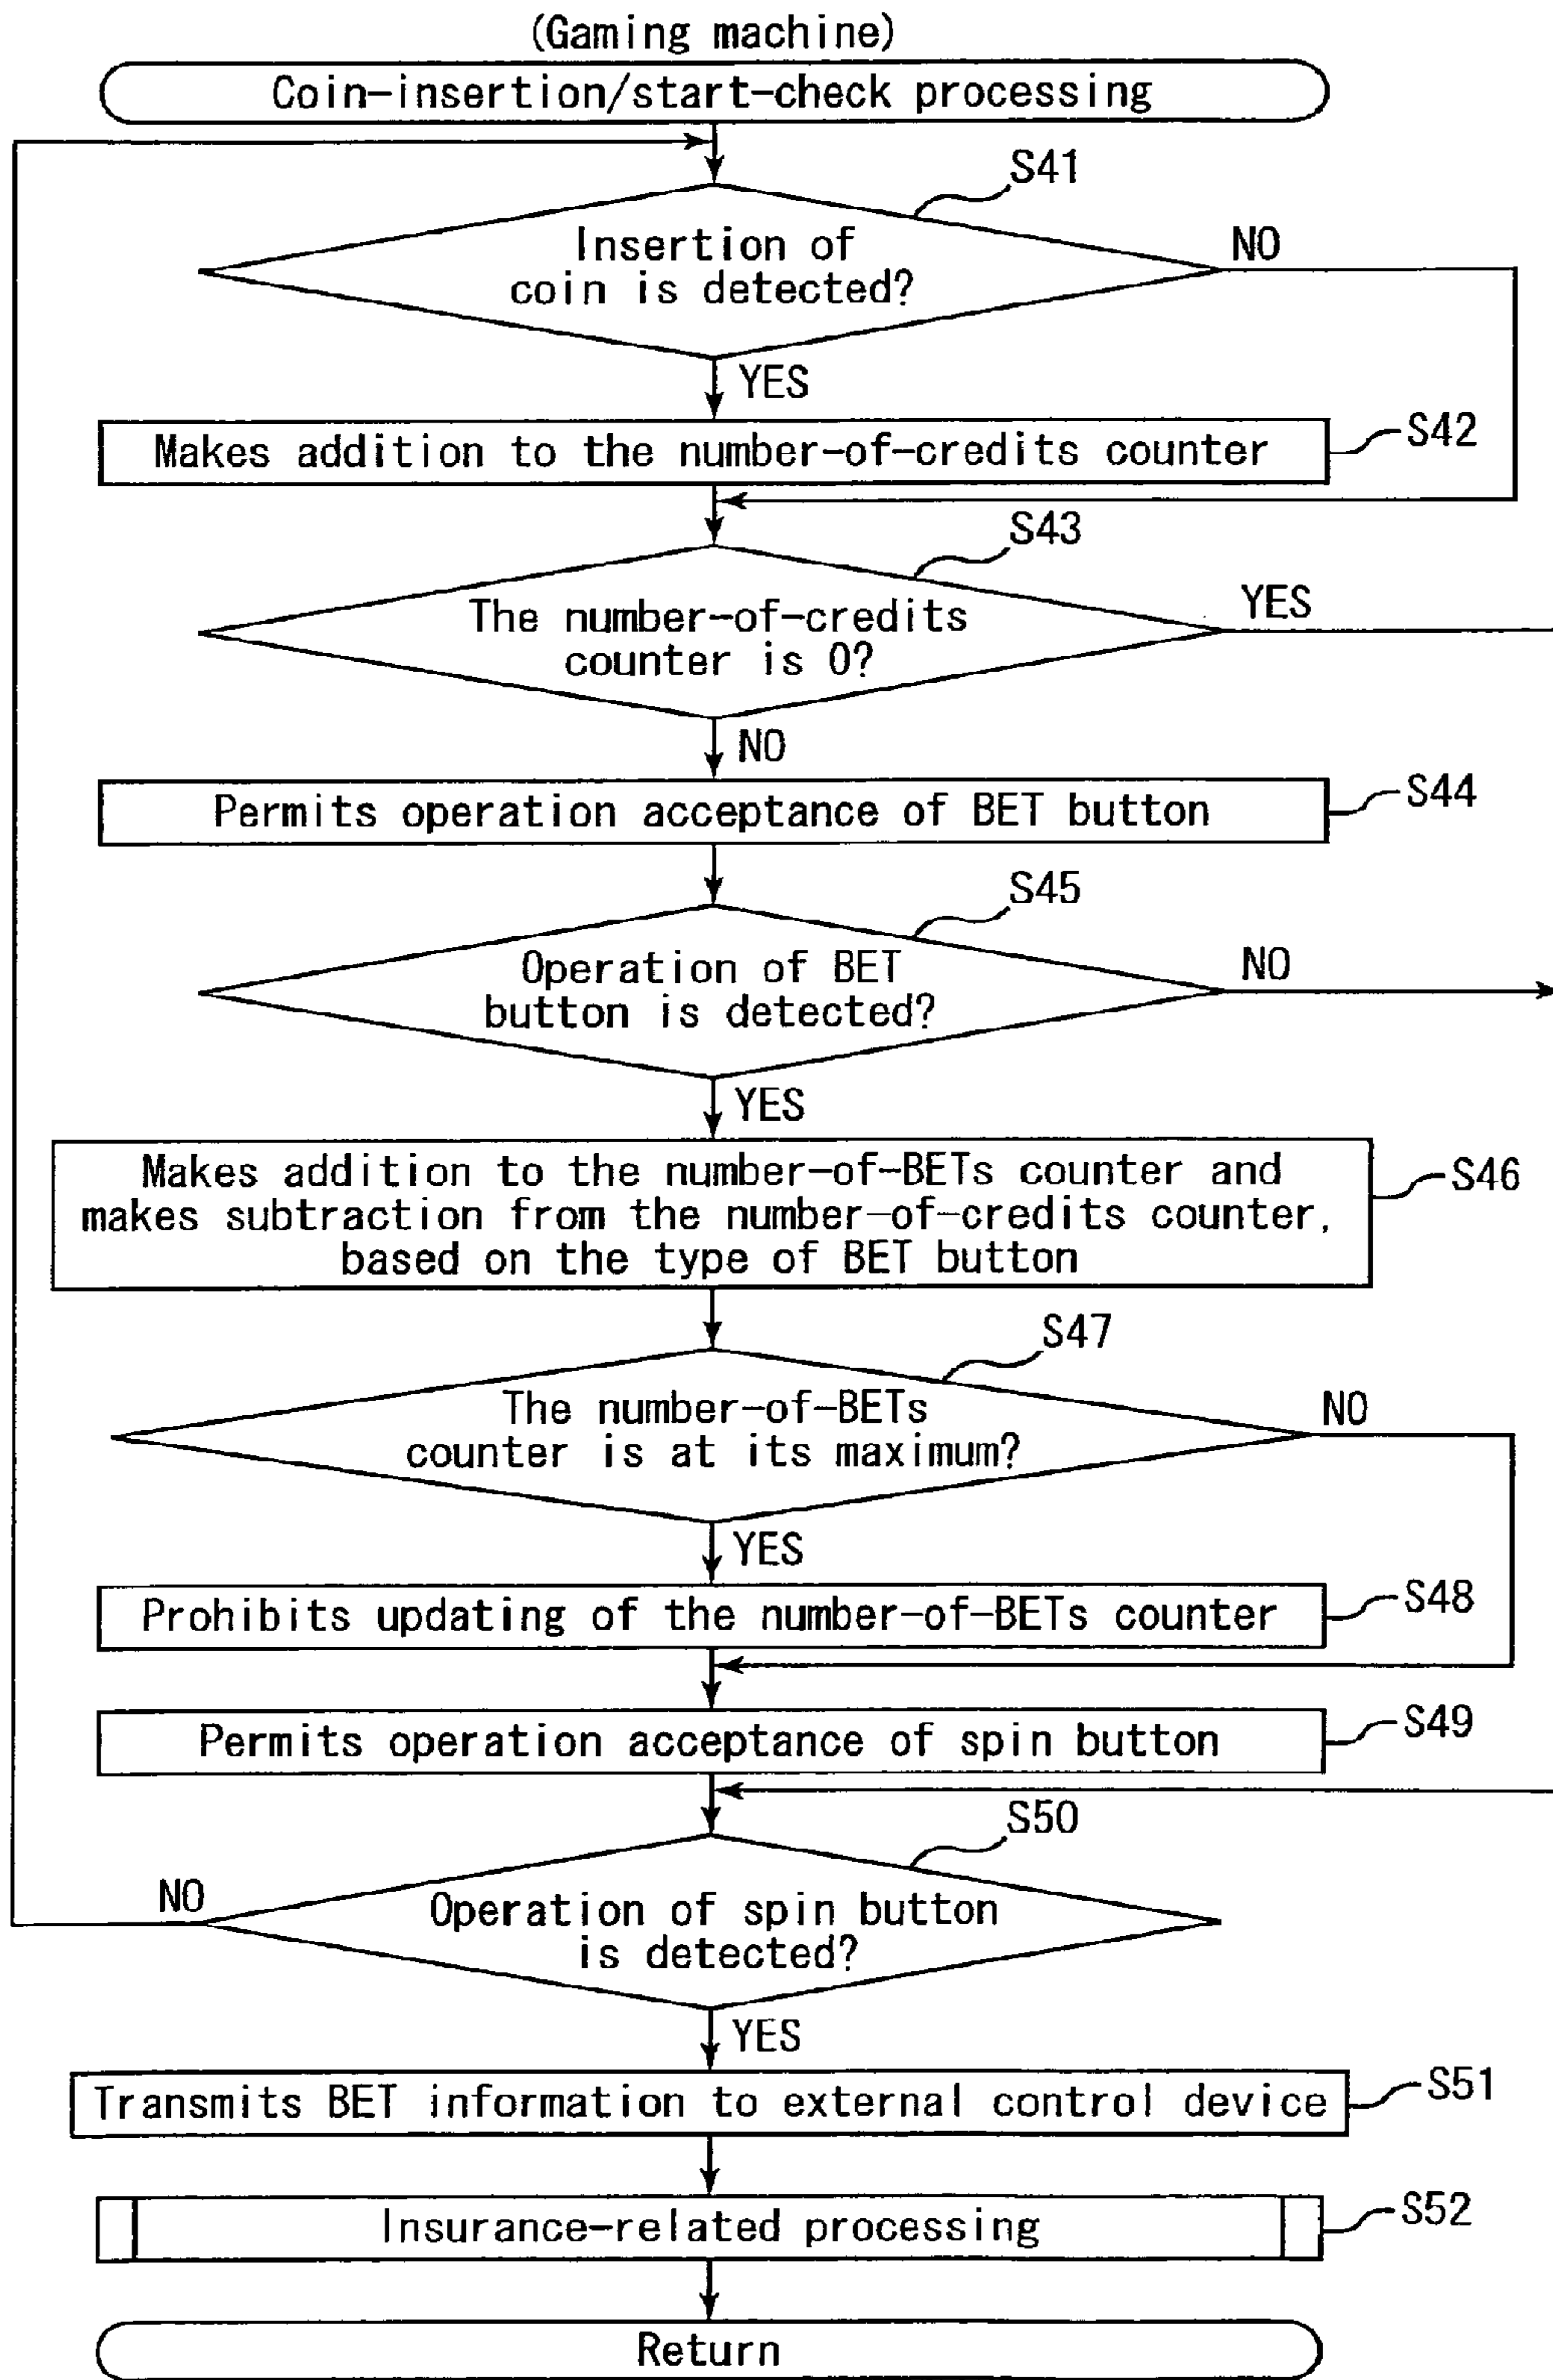 (Gaming machine)
Coin-insertion/start-check processing
S41
Insertion of
coin is detected?
NO
YES
Makes addition to the number-of-credits counter
S42
S43
The number-of-credits
counter is 0?
YES
NO
Permits operation acceptance of BET button
S44
S45
Operation of BET
button is detected?
NO
YES
Makes addition to the number-of-BETs counter and
makes subtraction from the number-of-credits counter,
based on the type of BET button
S46
S47
The number-of-BETs
counter is at its maximum?
NO
YES
Prohibits updating of the number-of-BETs counter
S48
Permits operation acceptance of spin button
S49
S50
NO
Operation of spin button
is detected?
YES
Transmits BET information to external control device
S51
Insurance-related processing
S52
Return